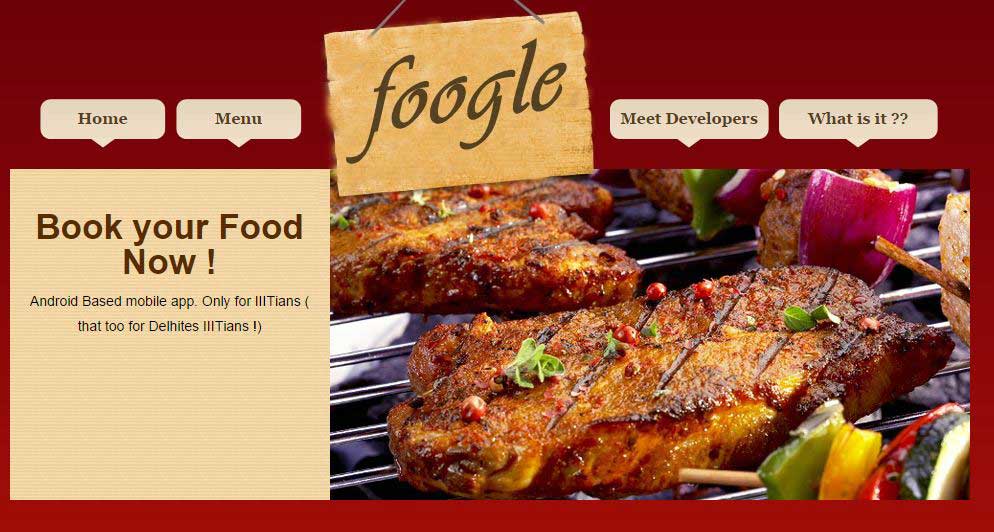 foogle
Home
Menu
Meet Developers
What is it ??
Book your Food
Now !
Android Based mobile app. Only for IIITians (
that too for Delhites IIITians !)